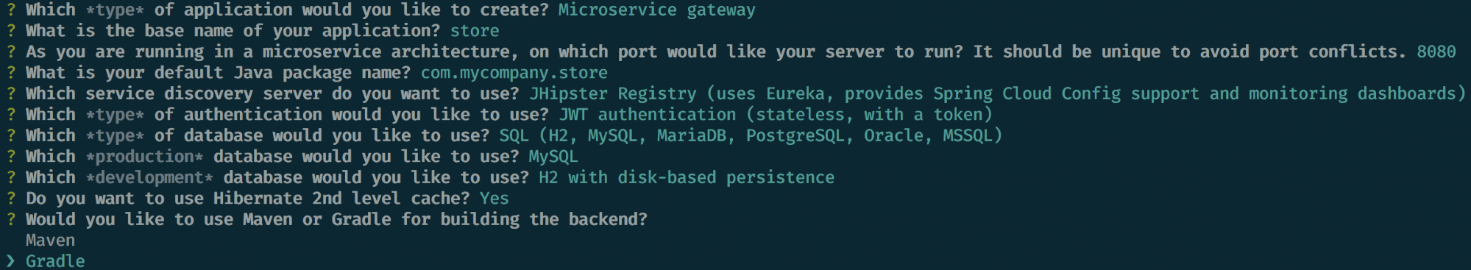 ? Which *type* of application would you like to create? Microservice gateway
? What is the base name of your application? store
? As you are running in a microservice architecture, on which port would like your server to run? It should be unique to avoid port conflicts. 8080
? What is your default Java package name? com.mycompany.store
? Which service discovery server do you want to use? JHipster Registry (uses Eureka, provides Spring Cloud Config support and monitoring dashboards)
? Which *type* of authentication would you like to use? JWT authentication (stateless, with a token)
? Which *type* of database would you like to use? SQL (H2, MySQL, MariaDB, PostgreSQL, Oracle, MSSQL)
? Which *production* database would you like to use? MySQL
? Which *development* database would you like to use? H2 with disk-based persistence
? Do you want to use Hibernate 2nd level cache? Yes
? Would you like to use Maven or Gradle for building the backend?
Maven
❯ Gradle